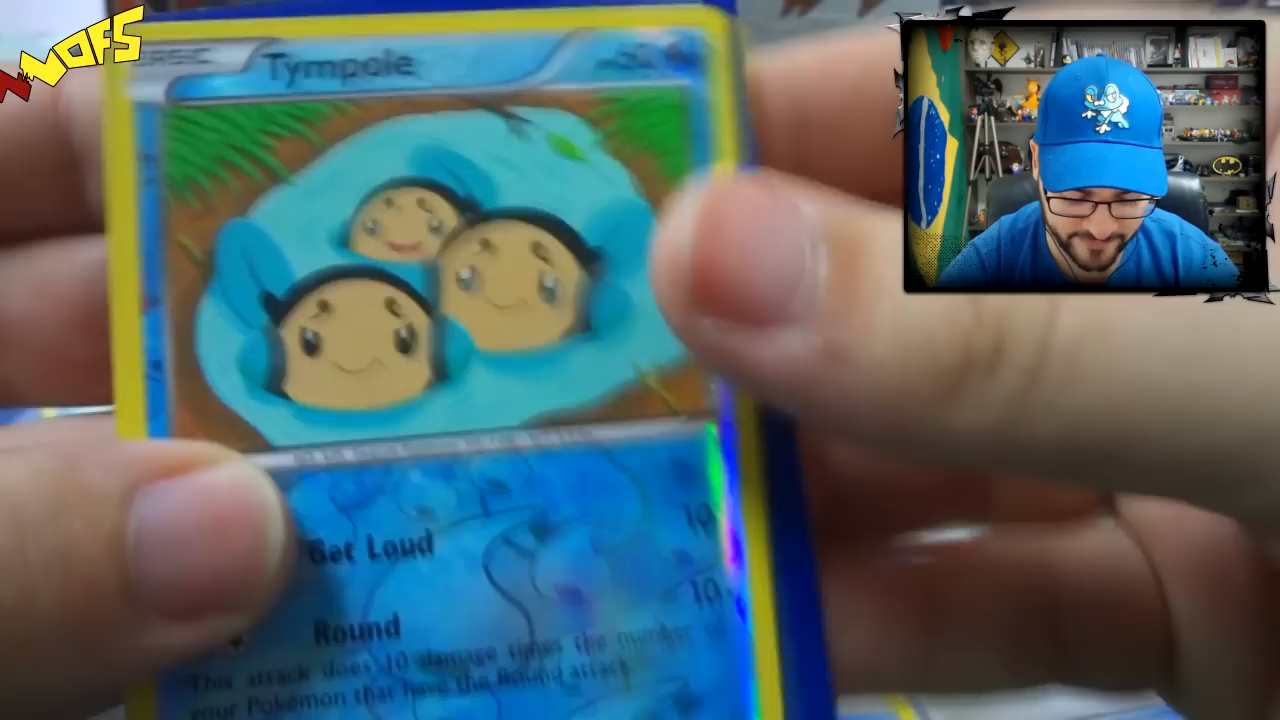 Tympole
Get Loud
10
Round
10
This attack does 10 damage times the number of
your Pokémon that have the Round attack.